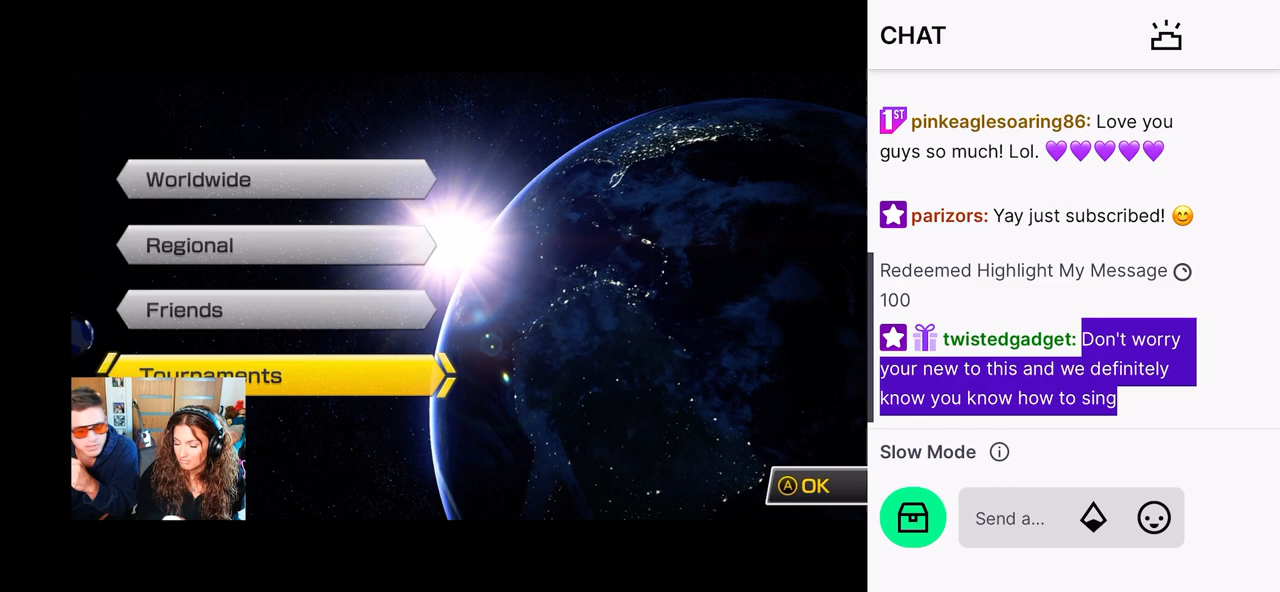 Worldwide
Regional
Friends
Tournaments
A OK
CHAT
1ST pinkeaglesoaring86: Love you
guys so much! Lol. 💜💜💜💜💜
parizors: Yay just subscribed! 😊
Redeemed Highlight My Message
100
twistedgadget: Don't worry
your new to this and we definitely
know you know how to sing
Slow Mode
Send a...